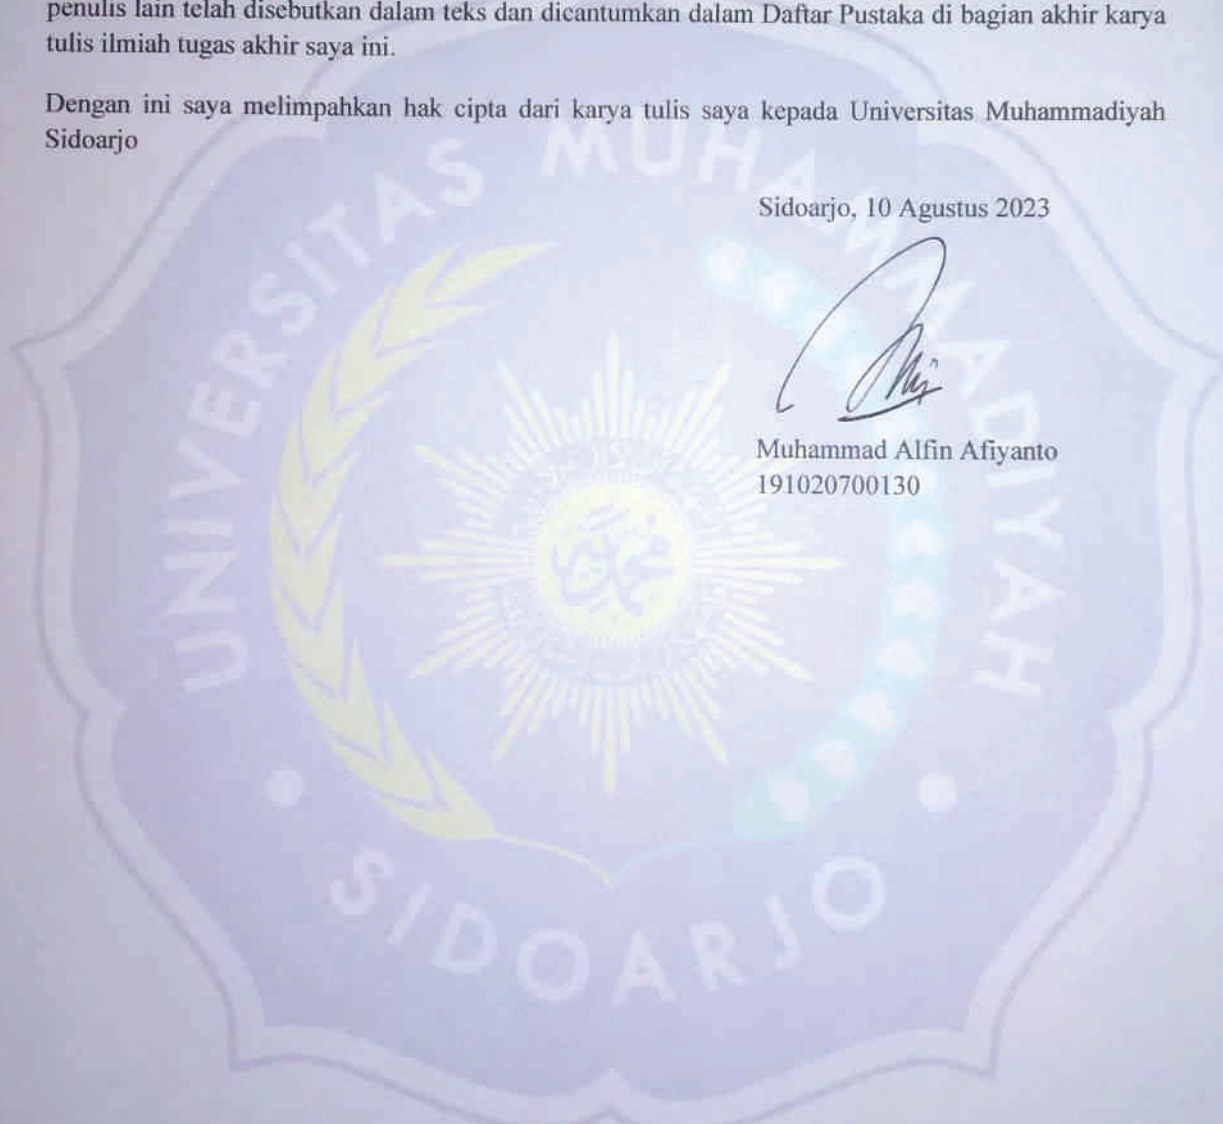 penulis lain telah disebutkan dalam teks dan dicantumkan dalam Daftar Pustaka di bagian akhir karya
tulis ilmiah tugas akhir saya ini.
Dengan ini saya melimpahkan hak cipta dari karya tulis saya kepada Universitas Muhammadiyah
Sidoarjo
Sidoarjo, 10 Agustus 2023
Muhammad Alfin Afiyanto
191020700130
UNIVERSITAS MUHAMMADIYAH
محمد
SIDOARJO